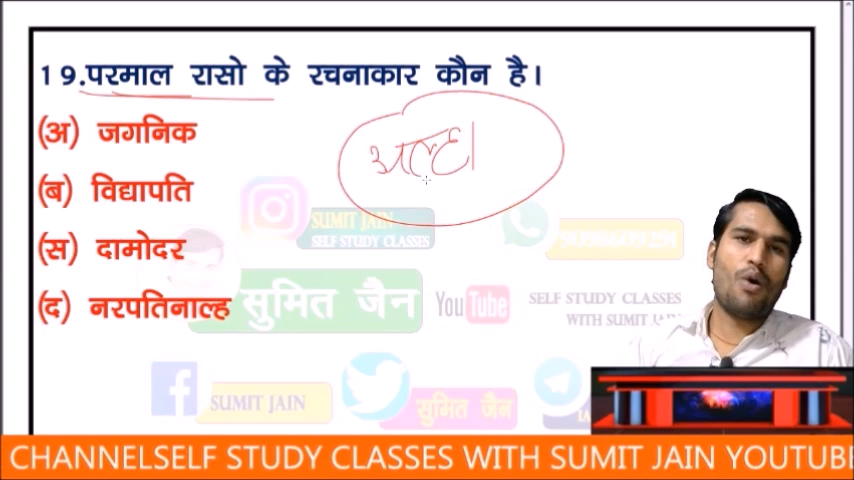 19.परमाल रासो के रचनाकार कौन है।
(अ) जगनिक
अल्हा
(ब) विद्यापति
SUMIT JAIN
SELF STUDY CLASSES
(स) दामोदर
(द) नरपतिनाल्ह
सुमित जैन
YouTube
SELF STUDY CLASSES
WITH SUMIT JAIN
SUMIT JAIN
सुमित जैन
CHANNELSELF STUDY CLASSES WITH SUMIT JAIN YOUTUBE